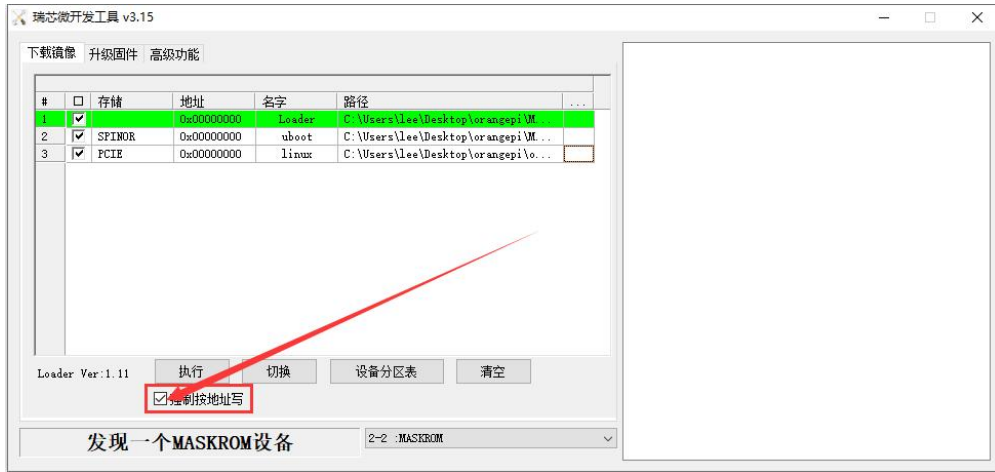 瑞芯微开发工具 v3.15
下载镜像 升级固件 高级功能
# 存储 地址 名字 路径 ...
1 0x00000000 Loader C:\Users\lee\Desktop\orangepi\M...
2 SPINOR 0x00000000 uboot C:\Users\lee\Desktop\orangepi\M...
3 PCIE 0x00000000 linux C:\Users\lee\Desktop\orangepi\o...
Loader Ver:1.11 执行 切换 设备分区表 清空
强制按地址写
发现一个MASKROM设备 2-2 :MASKROM